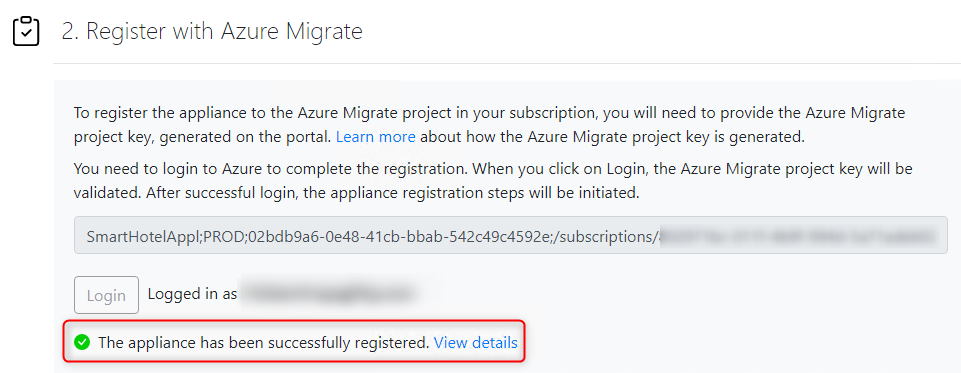 2. Register with Azure Migrate
To register the appliance to the Azure Migrate project in your subscription, you will need to provide the Azure Migrate
project key, generated on the portal. Learn more about how the Azure Migrate project key is generated.
You need to login to Azure to complete the registration. When you click on Login, the Azure Migrate project key will be
validated. After successful login, the appliance registration steps will be initiated.
SmartHotelAppl;PROD;02bdb9a6-0e48-41cb-bbab-542c49c4592e;/subscriptions/
Login Logged in as
The appliance has been successfully registered. View details